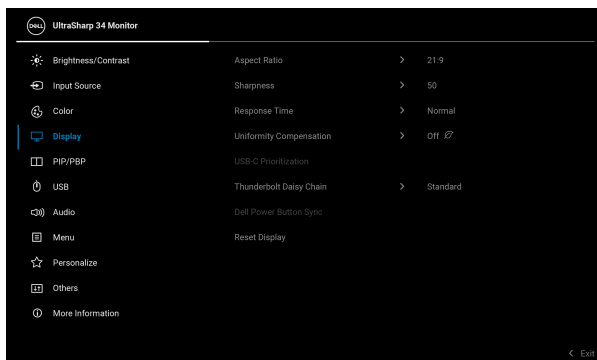 DELL UltraSharp 34 Monitor
Brightness/Contrast Aspect Ratio > 21:9
Input Source Sharpness > 50
Color Response Time > Normal
Display Uniformity Compensation > Off
PIP/PBP USB-C Prioritization
USB Thunderbolt Daisy Chain > Standard
Audio Dell Power Button Sync
Menu Reset Display
Personalize
Others
More Information
< Exit